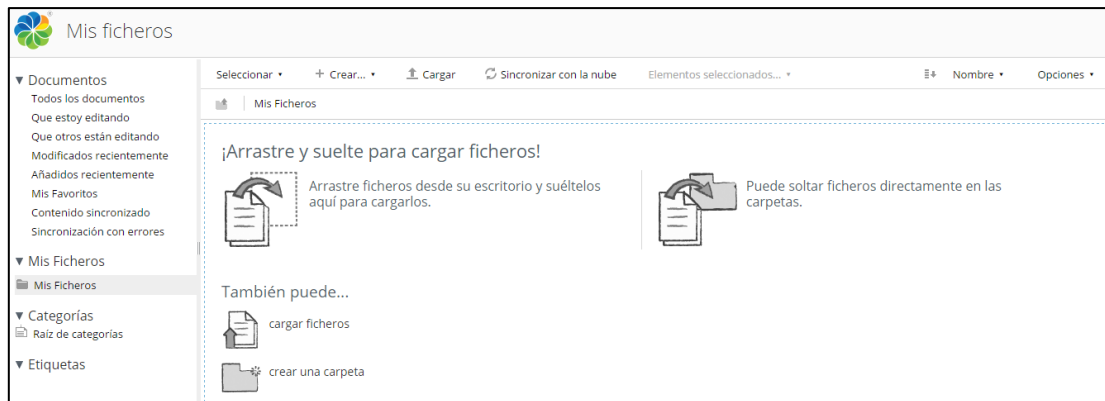 Mis ficheros
Documentos
Todos los documentos
Que estoy editando
Que otros están editando
Modificados recientemente
Añadidos recientemente
Mis Favoritos
Contenido sincronizado
Sincronización con errores
Mis Ficheros
Mis Ficheros
Categorías
Raíz de categorías
Etiquetas
Seleccionar
+ Crear...
Cargar
Sincronizar con la nube
Elementos seleccionados...
Nombre
Opciones
Mis Ficheros
¡Arrastre y suelte para cargar ficheros!
Arrastre ficheros desde su escritorio y suéltelos
aquí para cargarlos.
Puede soltar ficheros directamente en las
carpetas.
También puede...
cargar ficheros
crear una carpeta